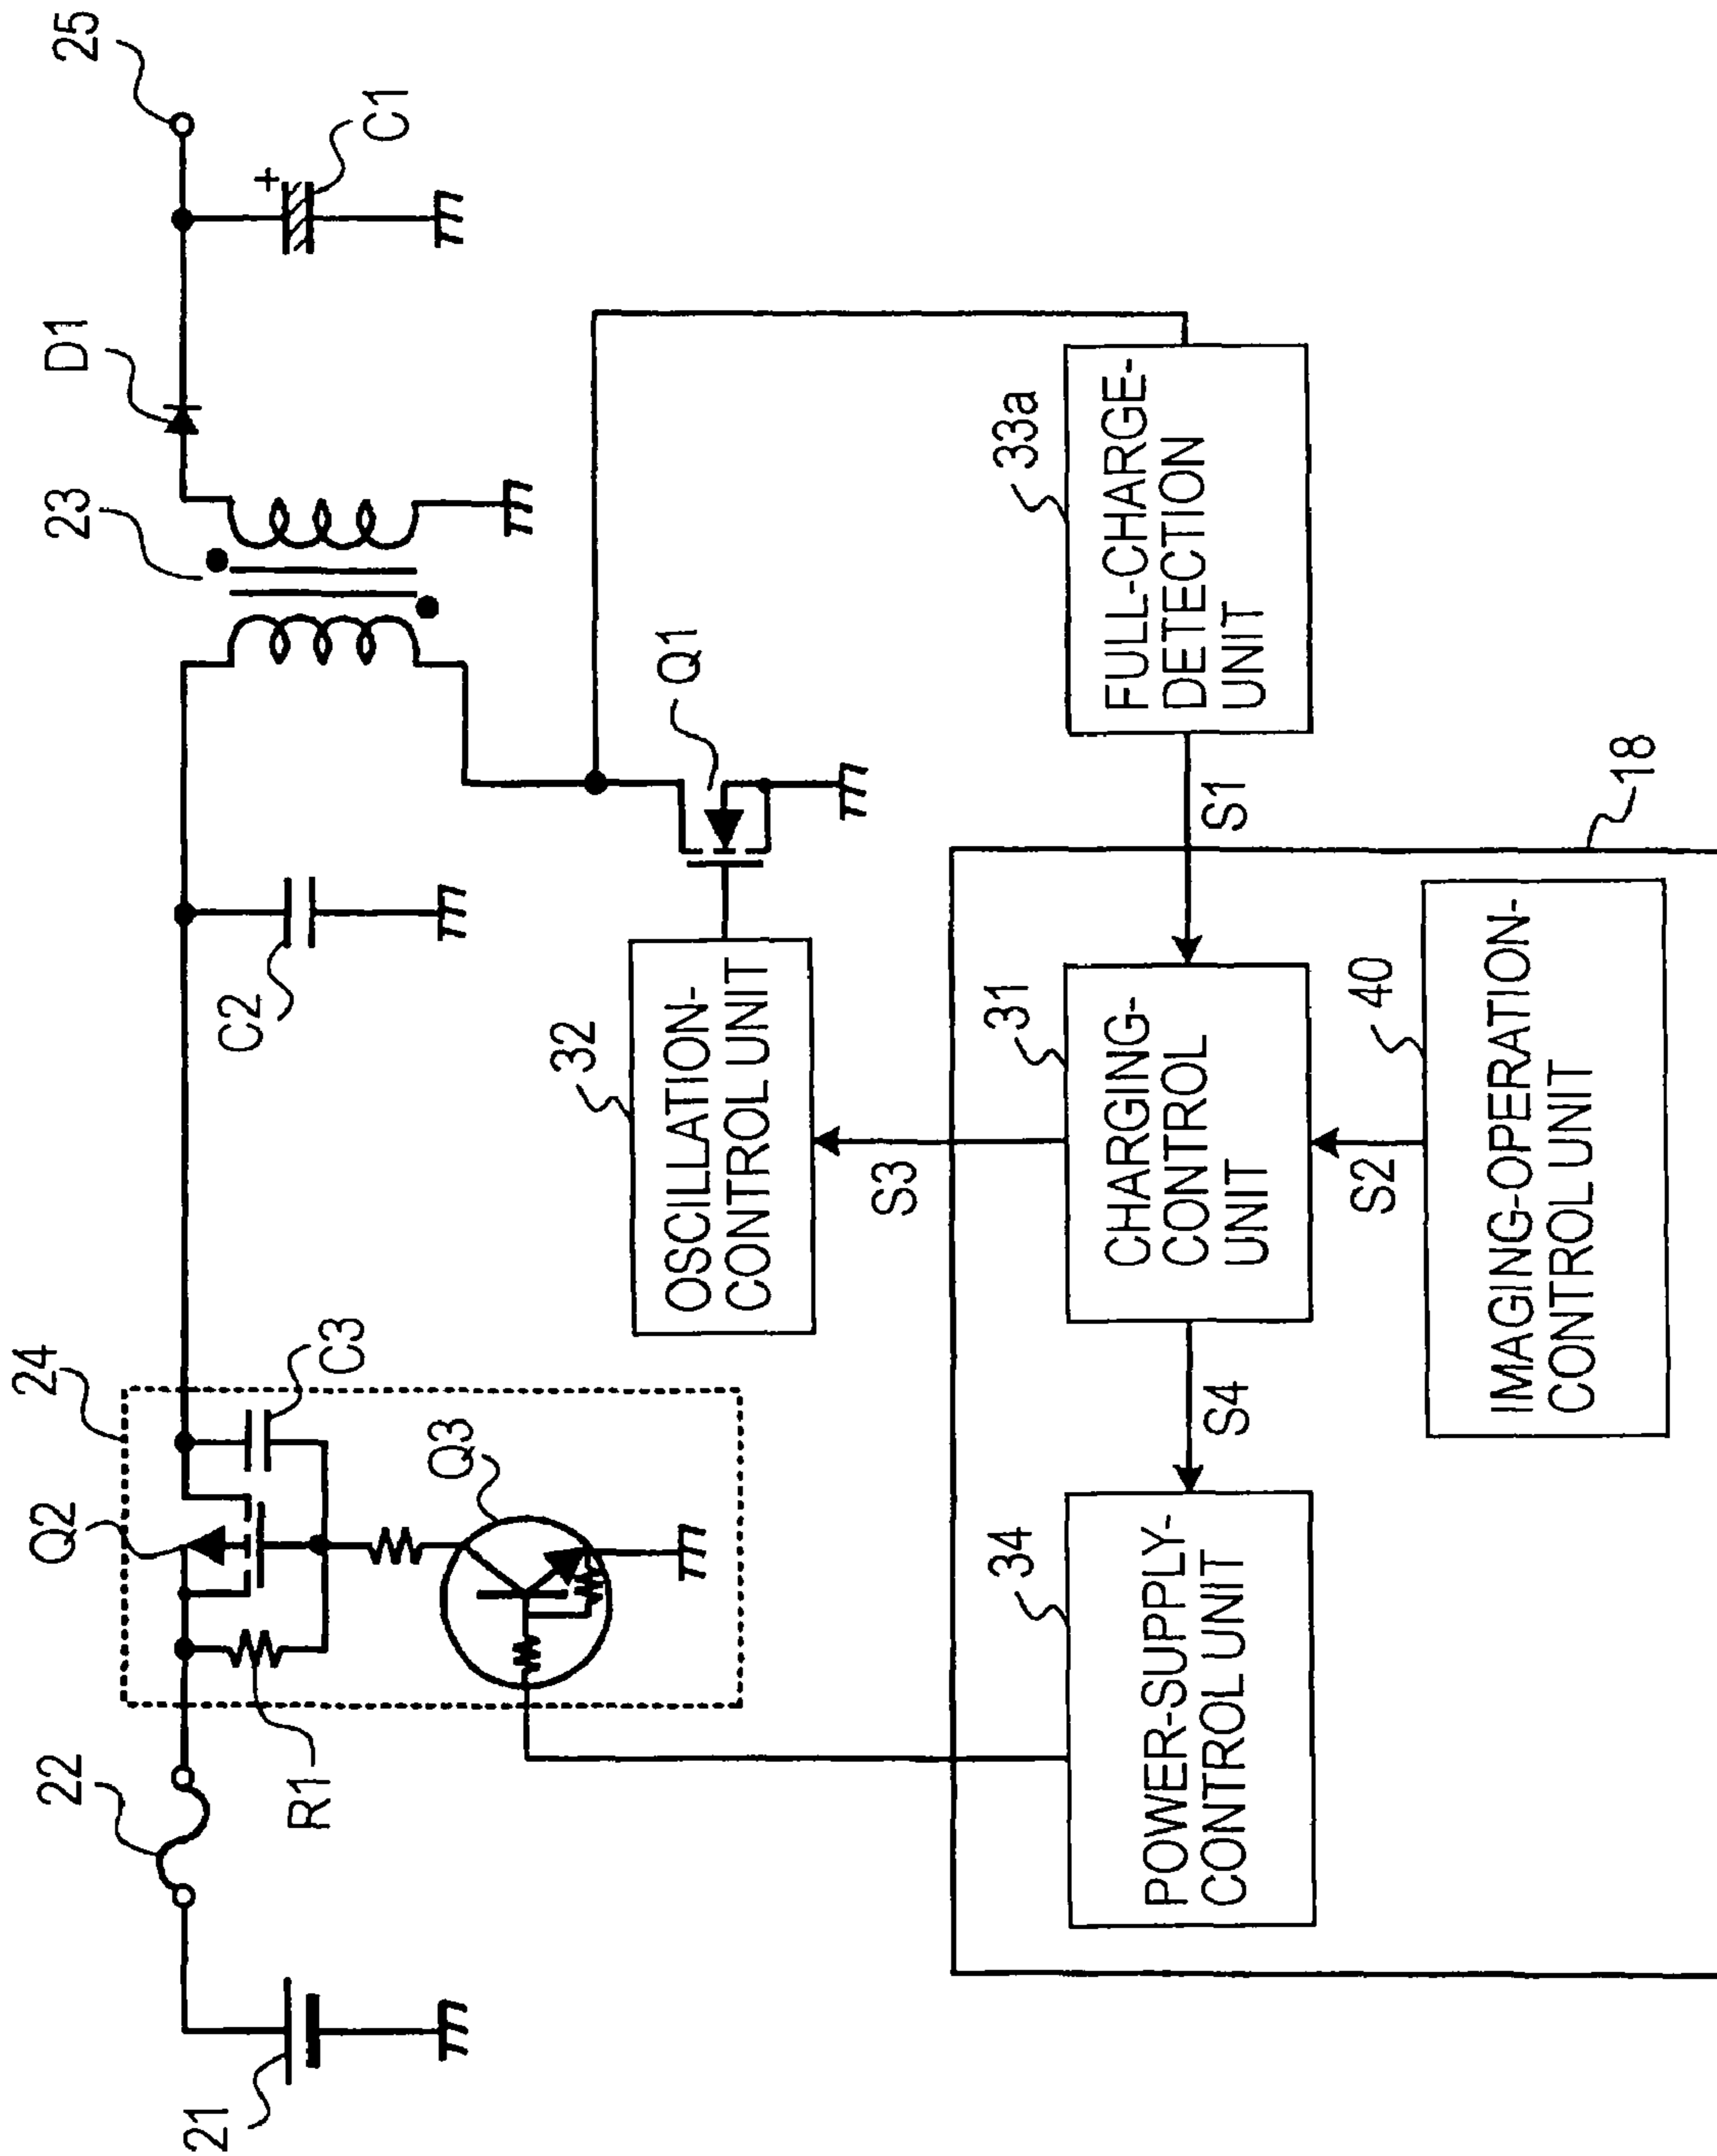 21
22
R1
24
Q2
C3
Q3
C2
23
D1
25
+
C1
Q1
32
OSCILLATION-
CONTROL UNIT
33a
FULL-CHARGE-
DETECTION
UNIT
S3
S1
18
34
POWER-SUPPLY-
CONTROL UNIT
S4
31
CHARGING-
CONTROL
UNIT
S2
40
IMAGING-OPERATION-
CONTROL UNIT